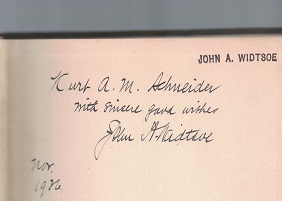 JOHN A. WIDTSOE
Kurt A. M. Schneider
with sincere good wishes
John A Widtsoe
Nov.
1936